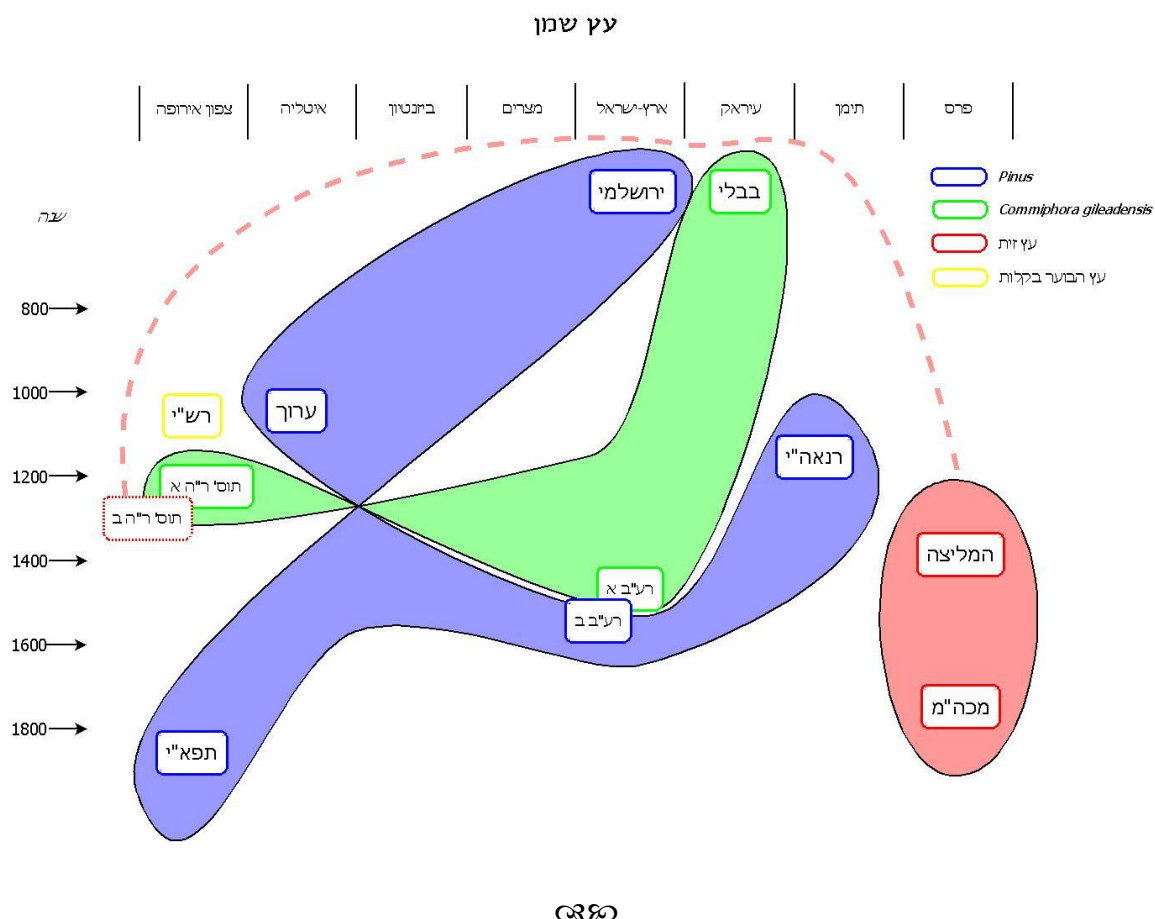 עץ שמן
פרס
תימן
עיראק
ארץ-ישראל
מצרים
ביזנטיון
איטליה
צפון אירופה
Pinus
Commiphora gileadensis
עץ זית
עץ הבוער בקלות
שנה
800
1000
1200
1400
1600
1800
ירושלמי
בבלי
ערוך
רש"י
רנאה"י
תוס' ר"ה א
תוס' ר"ה ב
המליצה
רע"ב א
רע"ב ב
מכה"מ
תפא"י